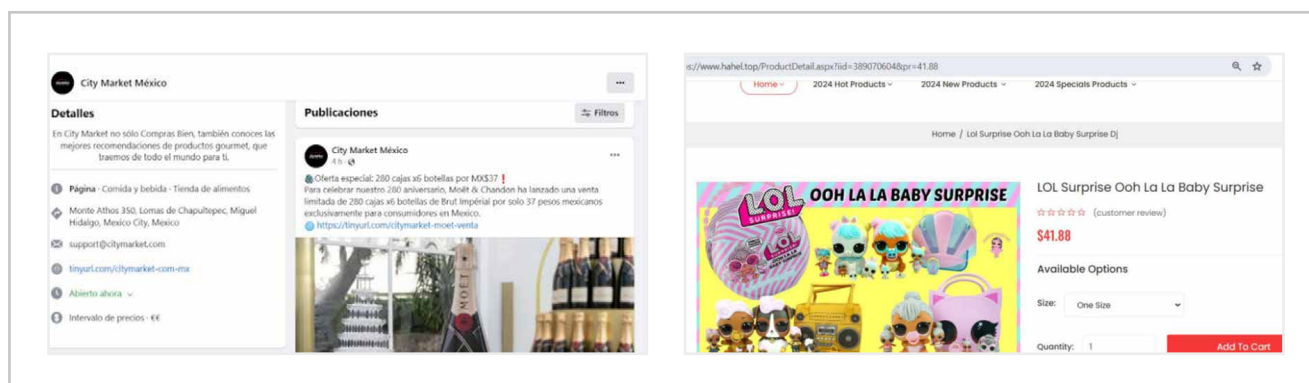 City Market México
...
Detalles
En City Market no sólo Compras Bien, también conoces las
mejores recomendaciones de productos gourmet, que
traemos de todo el mundo para ti.
Página · Comida y bebida · Tienda de alimentos
Monte Athos 350, Lomas de Chapultepec, Miguel
Hidalgo, Mexico City, Mexico
support@citymarket.com
tinyurl.com/citymarket-com-mx
Abierto ahora
Intervalo de precios · €€
Publicaciones
Filtros
City Market México
4 h ·
...
Oferta especial: 280 cajas x6 botellas por MX$37❗
Para celebrar nuestro 280 aniversario, Moët & Chandon ha lanzado una venta
limitada de 280 cajas x6 botellas de Brut Impérial por solo 37 pesos mexicanos
exclusivamente para consumidores en Mexico.
https://tinyurl.com/citymarket-moet-venta
MOËT
s://www.hahel.top/ProductDetail.aspx?iid=389070604&pr=41.88
Home
2024 Hot Products
2024 New Products
2024 Specials Products
Home / Lol Surprise Ooh La La Baby Surprise Dj
LOL
SURPRISE!
OOH LA LA BABY SURPRISE
LOL Surprise Ooh La La Baby Surprise
(customer review)
$41.88
Available Options
Size: One Size
Quantity: 1
Add To Cart